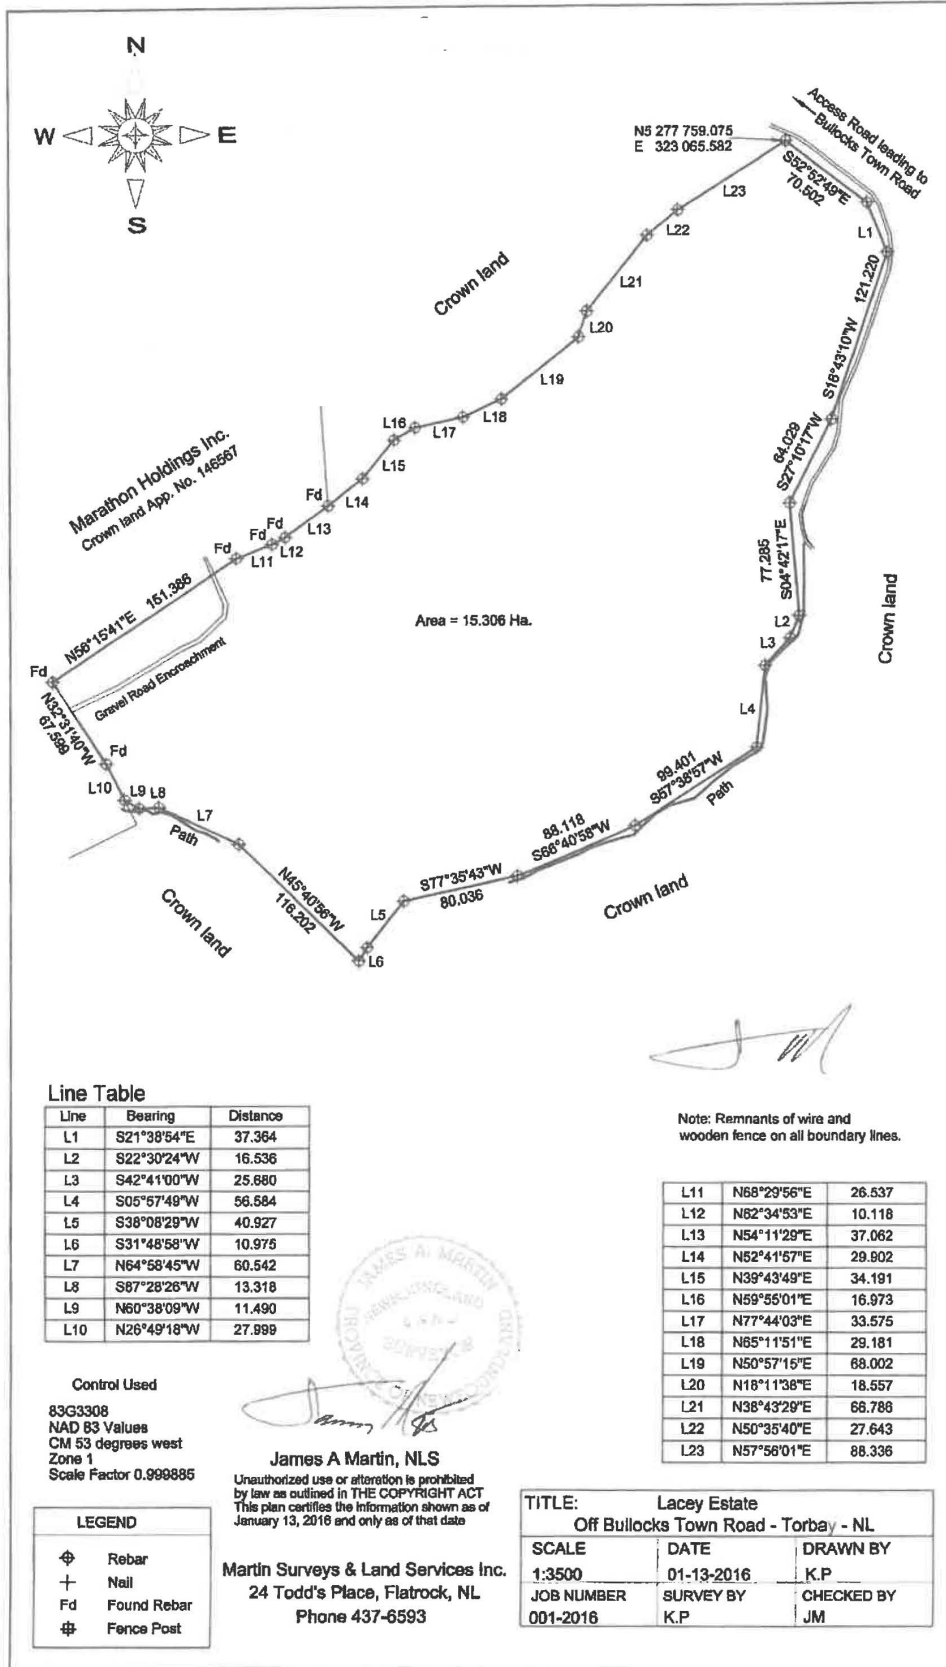 N
W E
S
Access Road leading to
Bullocks Town Road
N5 277 759.075
E 323 065.582
S52°52'49"E
70.502
L23
L22
L1
L21
121.220
S18°43'10"W
Crown land
L20
L19
L18
L17
L16
L15
64.029
S27°10'17"W
Marathon Holdings Inc.
Crown land App. No. 146567
Fd
L14
L13
Fd
L12
Fd
L11
Fd
77.285
S04°42'17"E
N56°15'41"E 151.386
Area = 15.306 Ha.
Crown land
L2
L3
Fd
Gravel Road Encroachment
N32°31'40"W
67.599
L4
Fd
L10
L9 L8
L7
Path
99.401
S57°38'57"W
Path
88.118
S66°40'58"W
S77°35'43"W
80.036
N45°40'56"W
116.202
L5
L6
Crown land
Crown land
Line Table
Line Bearing Distance
L1 S21°38'54"E 37.364
L2 S22°30'24"W 16.536
L3 S42°41'00"W 25.680
L4 S05°57'49"W 56.584
L5 S38°08'29"W 40.927
L6 S31°48'58"W 10.975
L7 N64°58'45"W 60.542
L8 S87°28'26"W 13.318
L9 N60°38'09"W 11.490
L10 N26°49'18"W 27.999
Note: Remnants of wire and
wooden fence on all boundary lines.
L11 N68°29'56"E 26.537
L12 N62°34'53"E 10.118
L13 N54°11'29"E 37.062
L14 N52°41'57"E 29.902
L15 N39°43'49"E 34.191
L16 N59°55'01"E 16.973
L17 N77°44'03"E 33.575
L18 N65°11'51"E 29.181
L19 N50°57'15"E 68.002
L20 N18°11'38"E 18.557
L21 N38°43'29"E 66.786
L22 N50°35'40"E 27.643
L23 N57°56'01"E 88.336
JAMES A. MARTIN
NEWFOUNDLAND
LAND
SURVEYOR
Control Used
83G3308
NAD 83 Values
CM 53 degrees west
Zone 1
Scale Factor 0.999885
James A Martin, NLS
Unauthorized use or alteration is prohibited
by law as outlined in THE COPYRIGHT ACT
This plan certifies the information shown as of
January 13, 2016 and only as of that date
Martin Surveys & Land Services Inc.
24 Todd's Place, Flatrock, NL
Phone 437-6593
LEGEND
Rebar
Nail
Fd Found Rebar
Fence Post
TITLE: Lacey Estate
Off Bullocks Town Road - Torbay - NL
SCALE DATE DRAWN BY
1:3500 01-13-2016 K.P
JOB NUMBER SURVEY BY CHECKED BY
001-2016 K.P JM